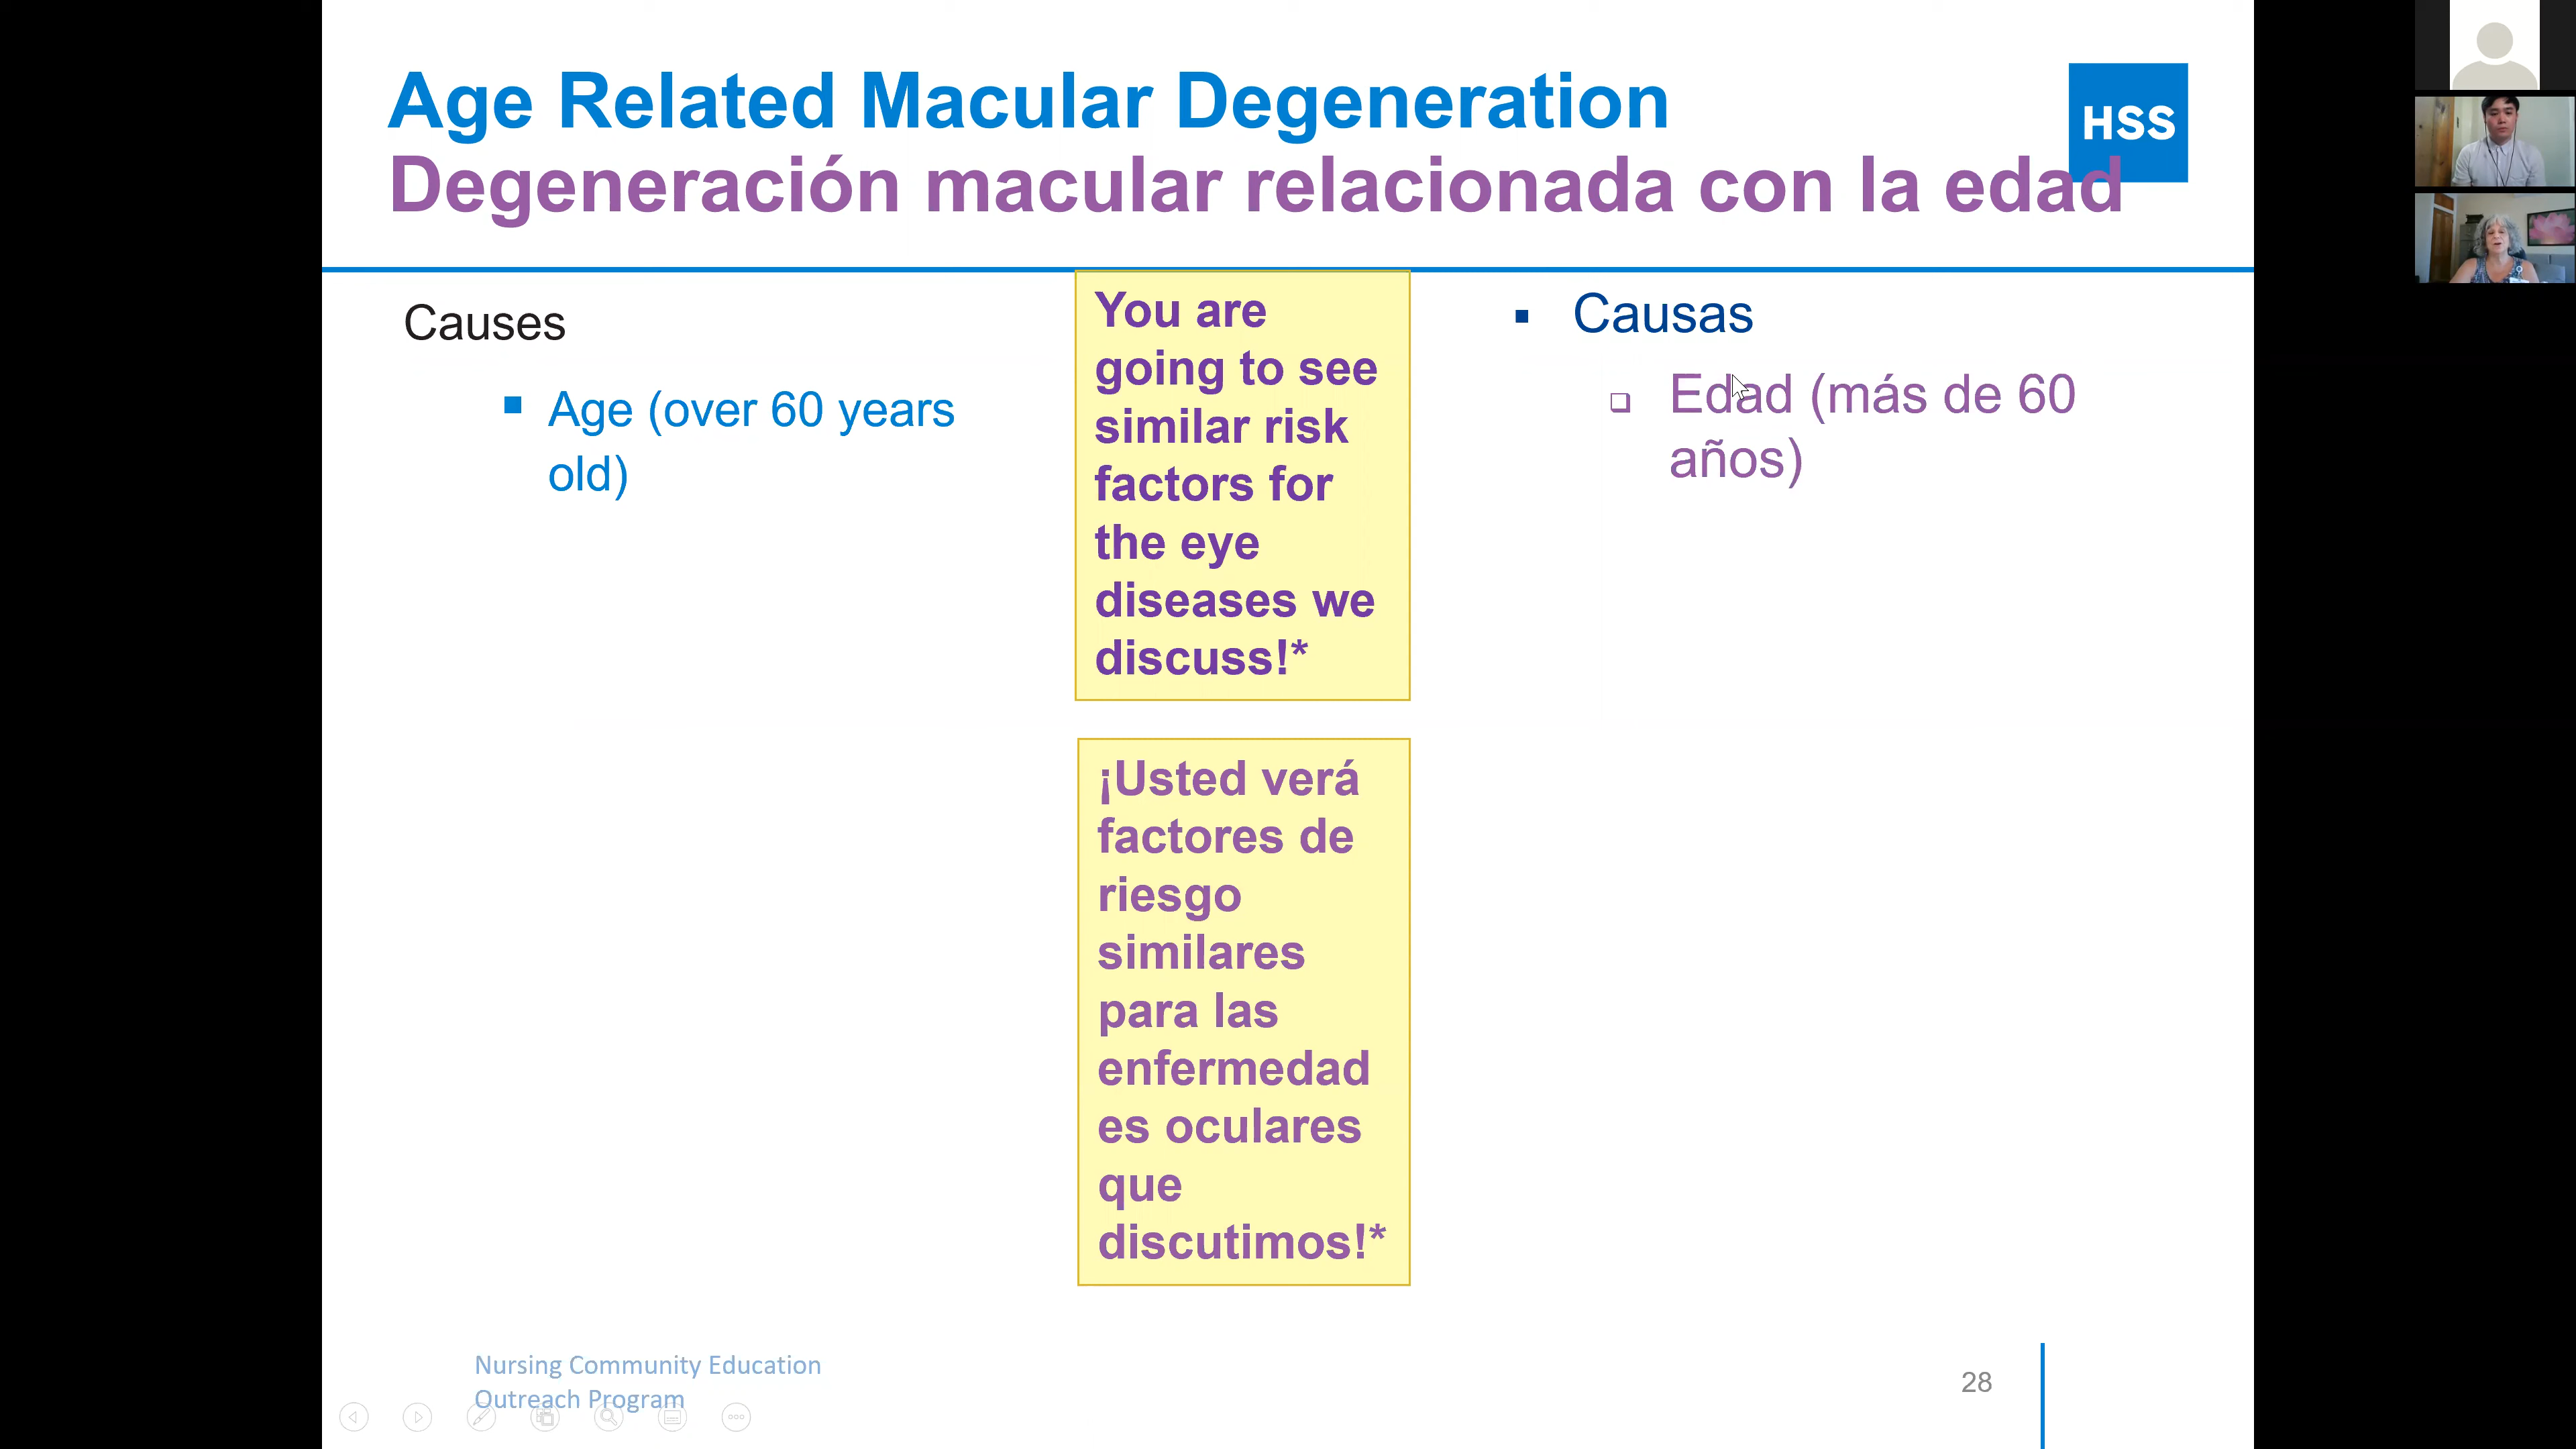 Age Related Macular Degeneration
Degeneración macular relacionada con la edad
HSS
Causes
Age (over 60 years
old)
You are
going to see
similar risk
factors for
the eye
diseases we
discuss!*
¡Usted verá
factores de
riesgo
similares
para las
enfermedad
es oculares
que
discutimos!*
Causas
Edad (más de 60
años)
Nursing Community Education
Outreach Program
28